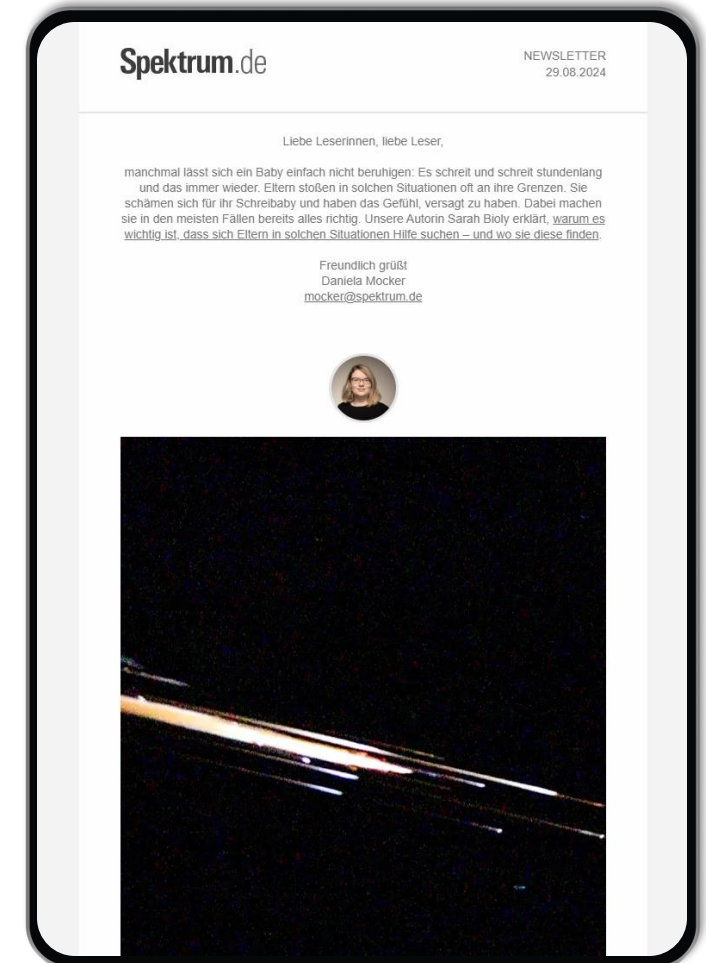 Spektrum.de
NEWSLETTER
29.08.2024
Liebe Leserinnen, liebe Leser,
manchmal lässt sich ein Baby einfach nicht beruhigen: Es schreit und schreit stundenlang
und das immer wieder. Eltern stoßen in solchen Situationen oft an ihre Grenzen. Sie
schämen sich für ihr Schreibaby und haben das Gefühl, versagt zu haben. Dabei machen
sie in den meisten Fällen bereits alles richtig. Unsere Autorin Sarah Bioly erklärt, warum es
wichtig ist, dass sich Eltern in solchen Situationen Hilfe suchen – und wo sie diese finden.
Freundlich grüßt
Daniela Mocker
mocker@spektrum.de